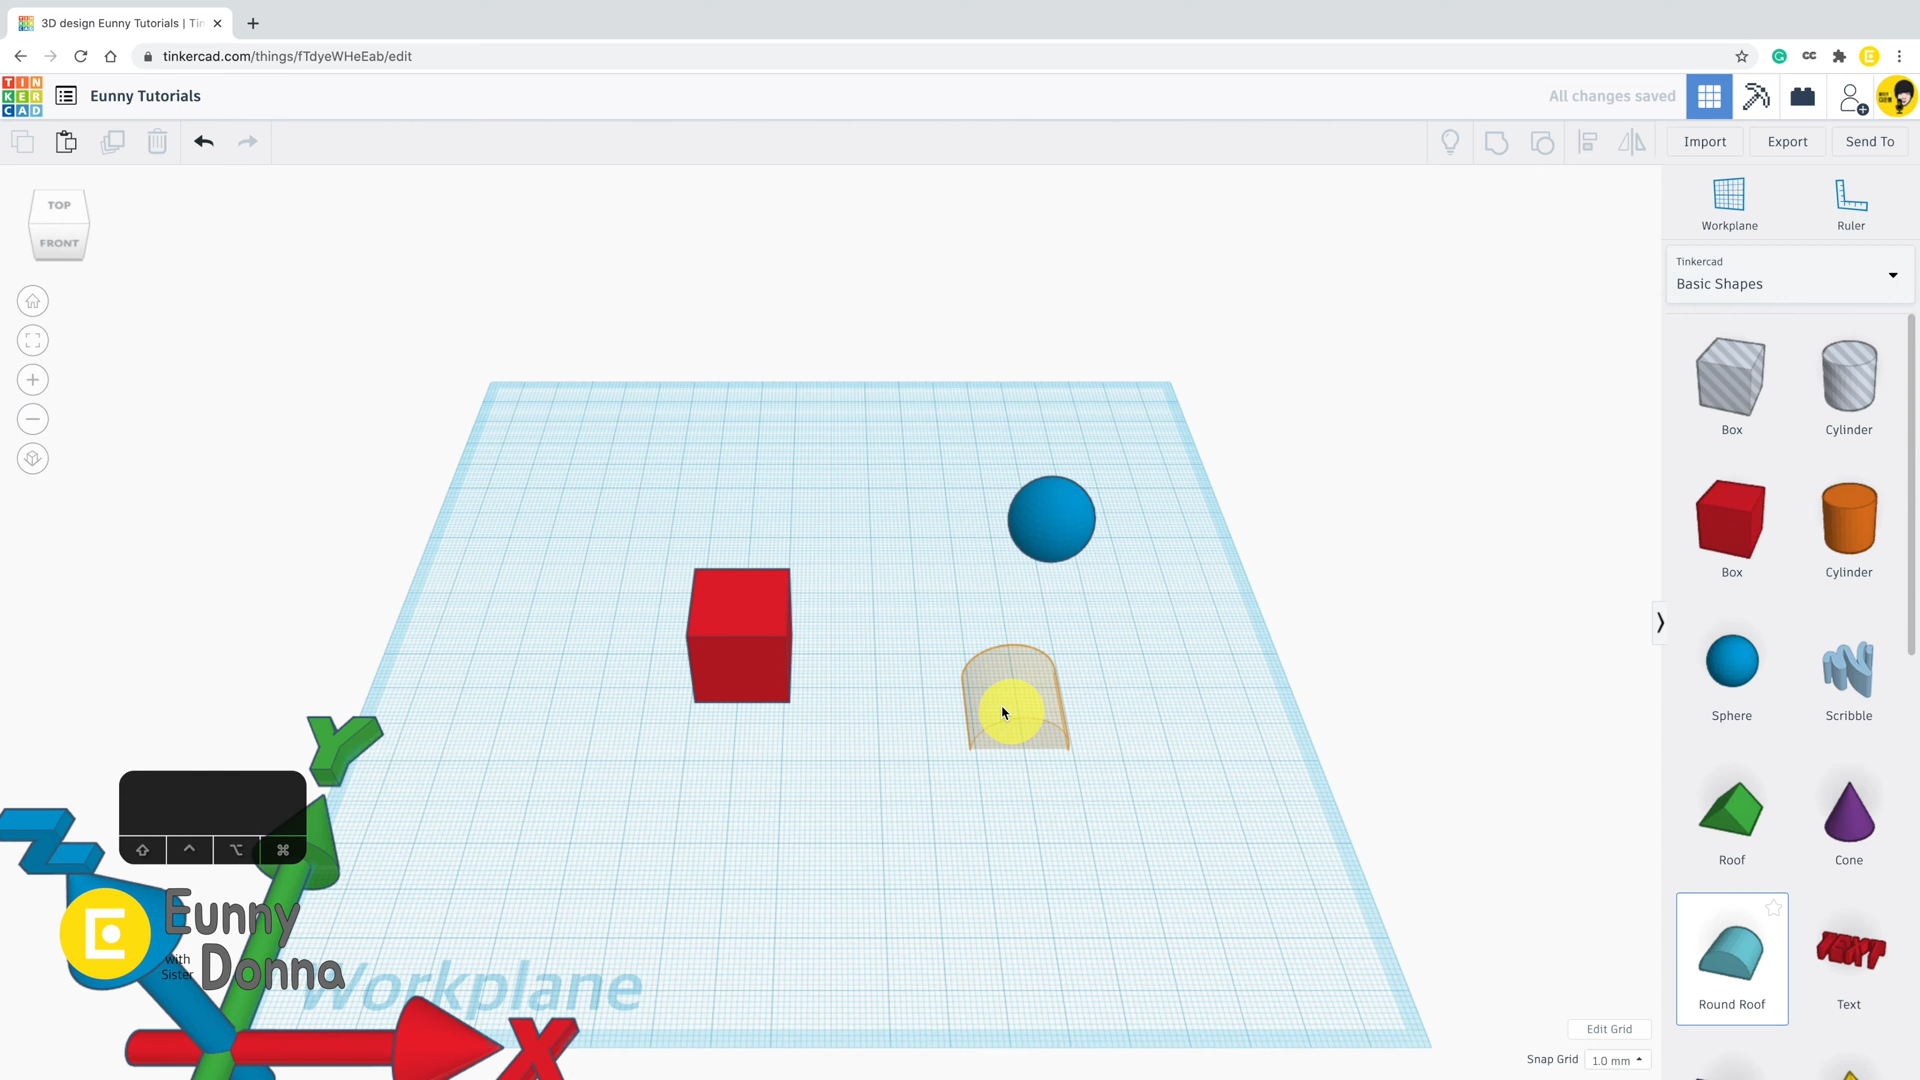 3D design Eunny Tutorials | Tin
tinkercad.com/things/fTdyeWHeEab/edit
CC
TIN
KER
CAD
Eunny Tutorials
All changes saved
Import
Export
Send To
TOP
FRONT
Workplane
Ruler
Tinkercad
Basic Shapes
Box
Cylinder
Box
Cylinder
Sphere
Scribble
Roof
Cone
TEXT
Round Roof
Text
Y
Z
X
Eunny
with
Sister
Donna
Workplane
Edit Grid
Snap Grid
1.0 mm